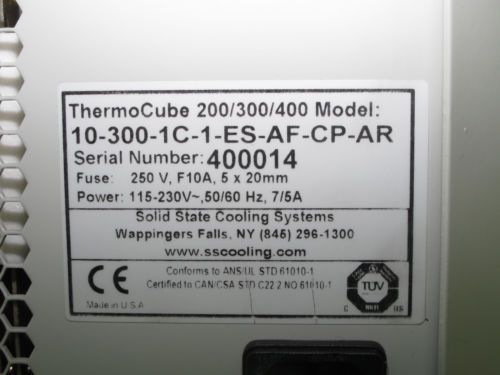 ThermoCube 200/300/400 Model:
10-300-1C-1-ES-AF-CP-AR
Serial Number: 400014
Fuse: 250 V, F10A, 5 x 20mm
Power: 115-230V~,50/60 Hz, 7/5A
Solid State Cooling Systems
Wappingers Falls, NY (845) 296-1300
www.sscooling.com
CE
Made in U.S.A
Conforms to ANS/UL STD 61010-1
Certified to CAN/CSA STD C22 2 NO 61010-1
TUV
C US